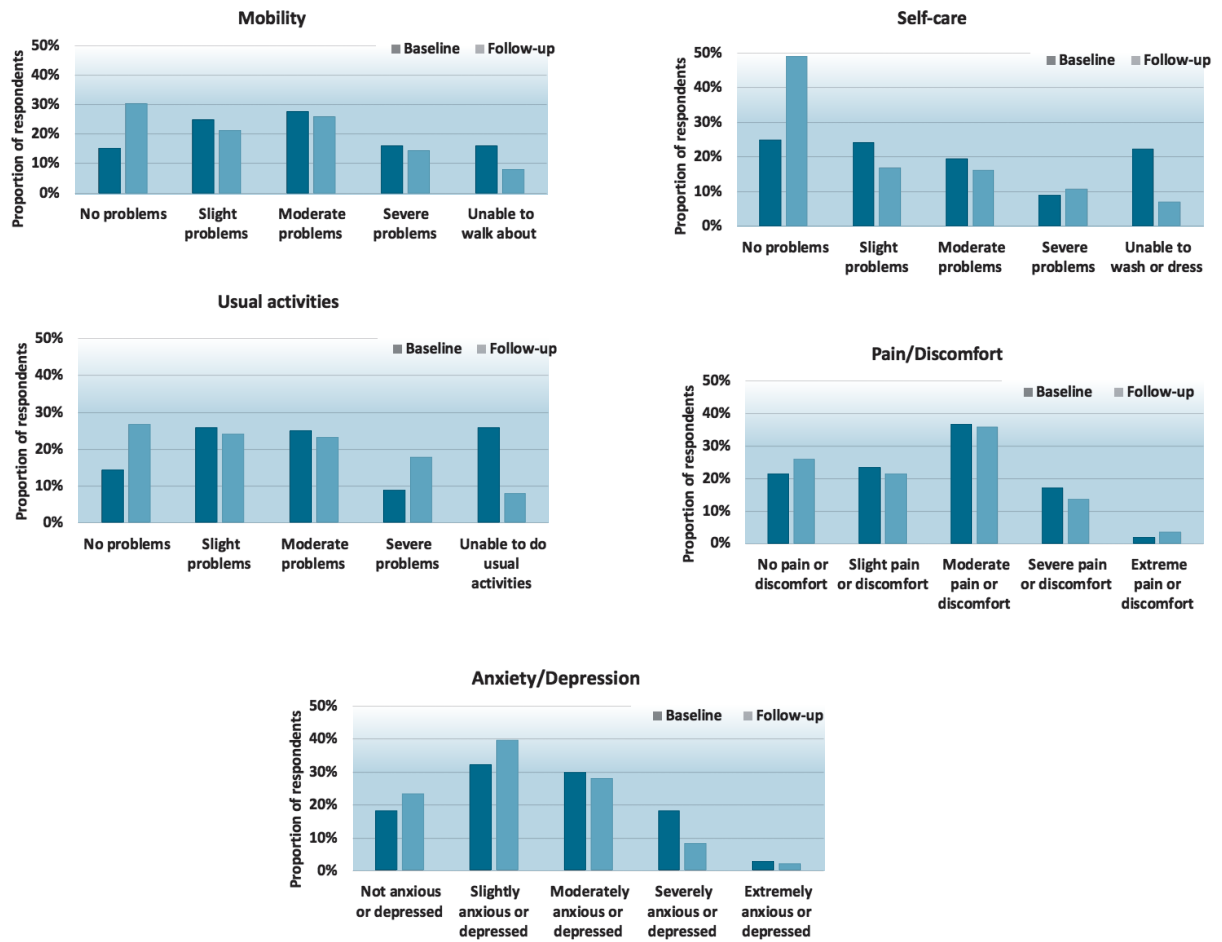 Mobility
Proportion of respondents
50%
40%
30%
20%
10%
0%
Baseline Follow-up
No problems
Slight
problems
Moderate
problems
Severe
problems
Unable to
walk about
Self-care
Proportion of respondents
50%
40%
30%
20%
10%
0%
Baseline Follow-up
No problems
Slight
problems
Moderate
problems
Severe
problems
Unable to
wash or dress
Usual activities
Proportion of respondents
50%
40%
30%
20%
10%
0%
Baseline Follow-up
No problems
Slight
problems
Moderate
problems
Severe
problems
Unable to do
usual
activities
Pain/Discomfort
Proportion of respondents
50%
40%
30%
20%
10%
0%
Baseline Follow-up
No pain or
discomfort
Slight pain
or discomfort
Moderate
pain or
discomfort
Severe pain
or discomfort
Extreme
pain or
discomfort
Anxiety/Depression
Proportion of respondents
50%
40%
30%
20%
10%
0%
Baseline Follow-up
Not anxious
or depressed
Slightly
anxious or
depressed
Moderately
anxious or
depressed
Severely
anxious or
depressed
Extremely
anxious or
depressed